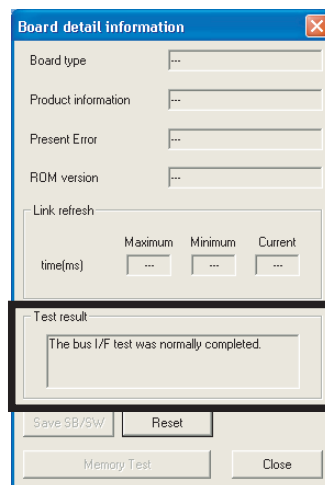 Board detail information
Board type ---
Product information ---
Present Error ---
ROM version ---
Link refresh
Maximum Minimum Current
time(ms) --- --- ---
Test result
The bus I/F test was normally completed.
Save SB/SW Reset
Memory Test Close